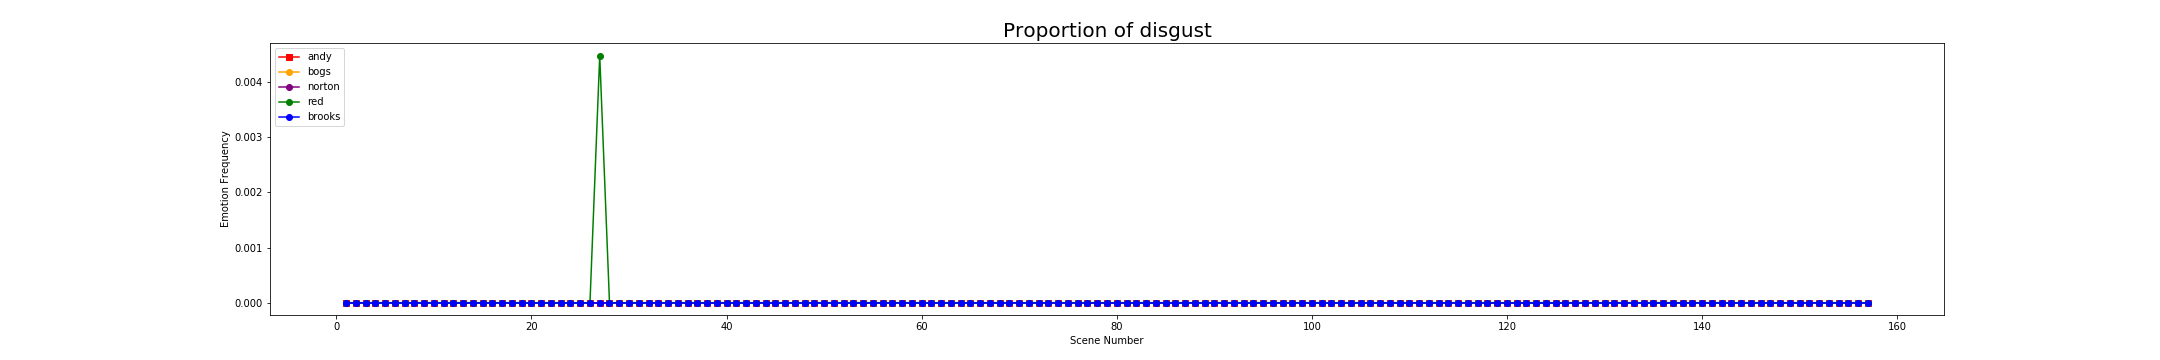 Proportion of disgust
andy
bogs
norton
red
brooks
Emotion Frequency
0.004
0.003
0.002
0.001
0.000
0 20 40 60 80 100 120 140 160
Scene Number